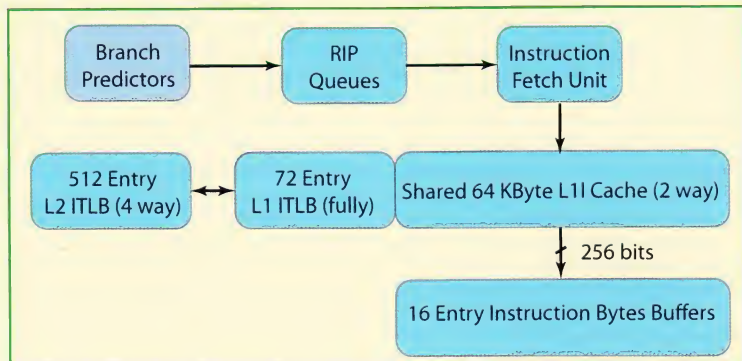 Branch
Predictors
RIP
Queues
Instruction
Fetch Unit
512 Entry
L2 ITLB (4 way)
72 Entry
L1 ITLB (fully)
Shared 64 KByte L1I Cache (2 way)
256 bits
16 Entry Instruction Bytes Buffers